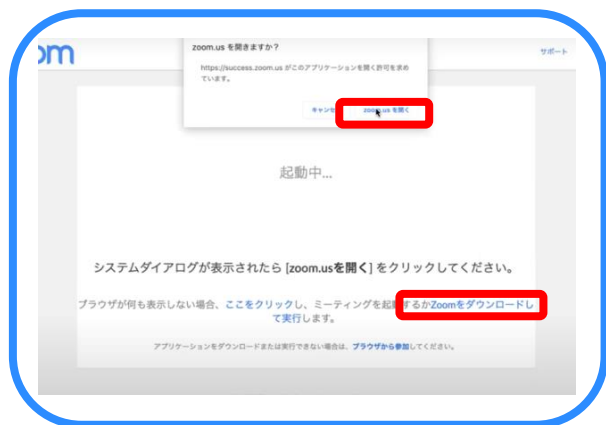 om
zoom.us を開きますか？
サポート
https://success.zoom.us がこのアプリケーションを開く許可を求め
ています。
キャンセ
zoom.us を開く
起動中...
システムダイアログが表示されたら [zoom.usを開く] をクリックしてください。
ブラウザが何も表示しない場合、ここをクリックし、ミーティングを起動するかZoomをダウンロードし
て実行します。
アプリケーションをダウンロードまたは実行できない場合は、ブラウザから参加してください。